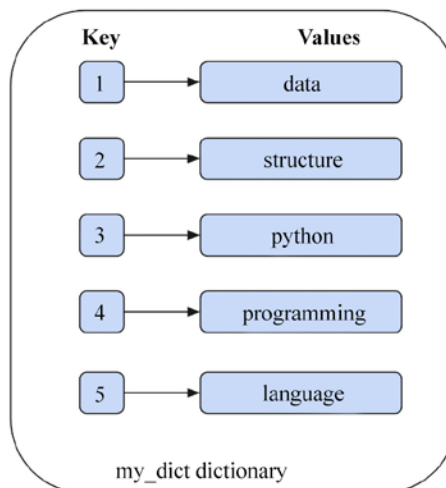 Key Values
1 data
2 structure
3 python
4 programming
5 language
my_dict dictionary